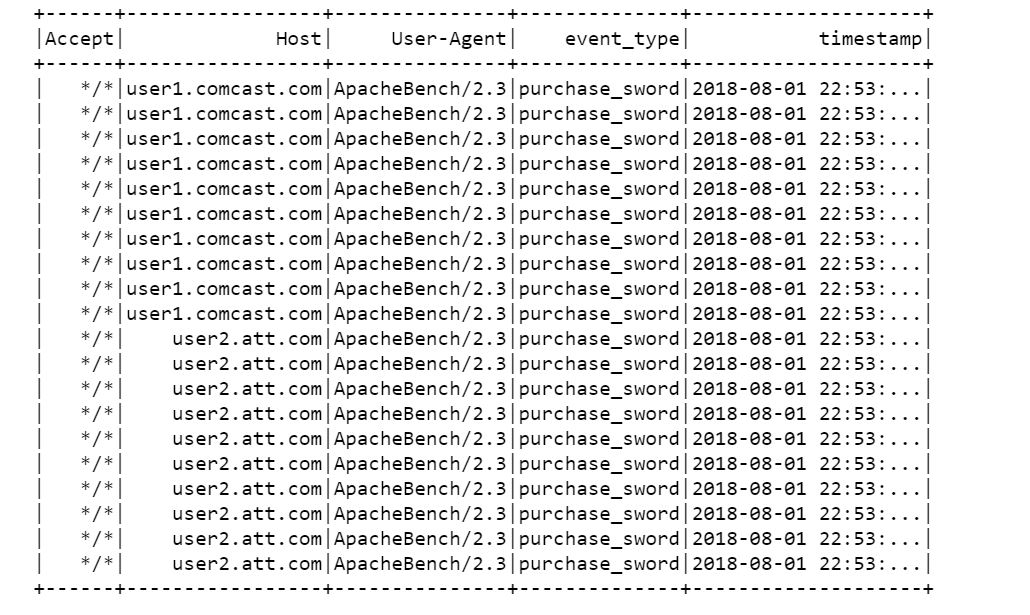 +------+-----------------+---------------+--------------+--------------------+
|Accept|             Host|     User-Agent|    event_type|           timestamp|
+------+-----------------+---------------+--------------+--------------------+
|   */*|user1.comcast.com|ApacheBench/2.3|purchase_sword|2018-08-01 22:53:...|
|   */*|user1.comcast.com|ApacheBench/2.3|purchase_sword|2018-08-01 22:53:...|
|   */*|user1.comcast.com|ApacheBench/2.3|purchase_sword|2018-08-01 22:53:...|
|   */*|user1.comcast.com|ApacheBench/2.3|purchase_sword|2018-08-01 22:53:...|
|   */*|user1.comcast.com|ApacheBench/2.3|purchase_sword|2018-08-01 22:53:...|
|   */*|user1.comcast.com|ApacheBench/2.3|purchase_sword|2018-08-01 22:53:...|
|   */*|user1.comcast.com|ApacheBench/2.3|purchase_sword|2018-08-01 22:53:...|
|   */*|user1.comcast.com|ApacheBench/2.3|purchase_sword|2018-08-01 22:53:...|
|   */*|user1.comcast.com|ApacheBench/2.3|purchase_sword|2018-08-01 22:53:...|
|   */*|user1.comcast.com|ApacheBench/2.3|purchase_sword|2018-08-01 22:53:...|
|   */*|    user2.att.com|ApacheBench/2.3|purchase_sword|2018-08-01 22:53:...|
|   */*|    user2.att.com|ApacheBench/2.3|purchase_sword|2018-08-01 22:53:...|
|   */*|    user2.att.com|ApacheBench/2.3|purchase_sword|2018-08-01 22:53:...|
|   */*|    user2.att.com|ApacheBench/2.3|purchase_sword|2018-08-01 22:53:...|
|   */*|    user2.att.com|ApacheBench/2.3|purchase_sword|2018-08-01 22:53:...|
|   */*|    user2.att.com|ApacheBench/2.3|purchase_sword|2018-08-01 22:53:...|
|   */*|    user2.att.com|ApacheBench/2.3|purchase_sword|2018-08-01 22:53:...|
|   */*|    user2.att.com|ApacheBench/2.3|purchase_sword|2018-08-01 22:53:...|
|   */*|    user2.att.com|ApacheBench/2.3|purchase_sword|2018-08-01 22:53:...|
|   */*|    user2.att.com|ApacheBench/2.3|purchase_sword|2018-08-01 22:53:...|
+------+-----------------+---------------+--------------+--------------------+